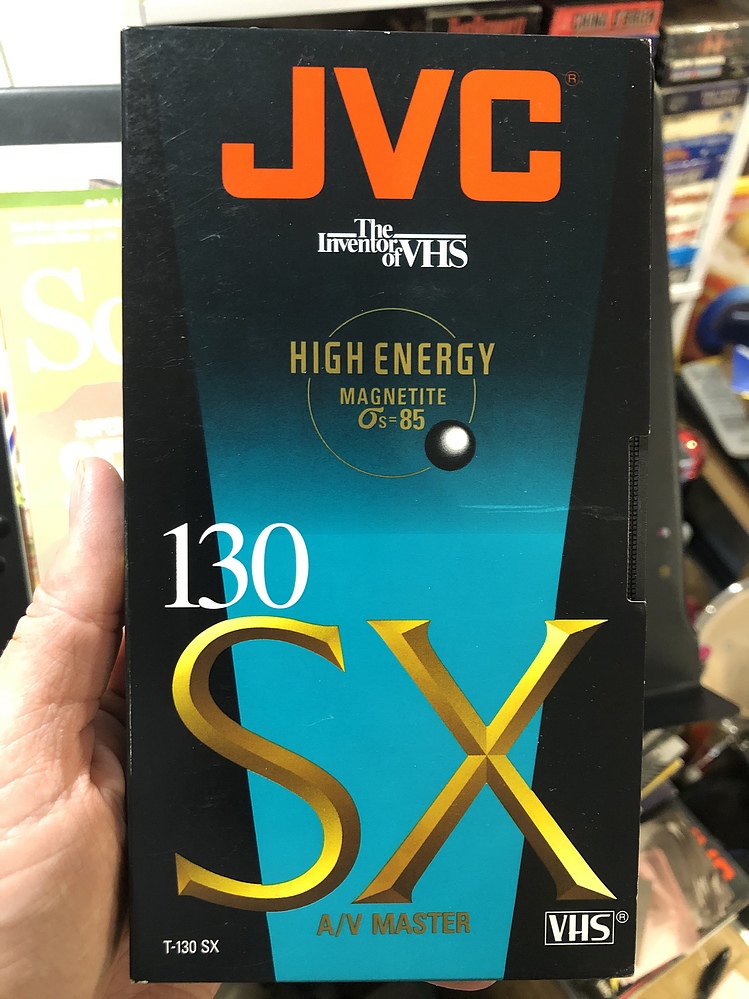 JVC®
The
Inventor
of VHS
HIGH ENERGY
MAGNETITE
σs=85
130
SX
A/V MASTER
T-130 SX
VHS®